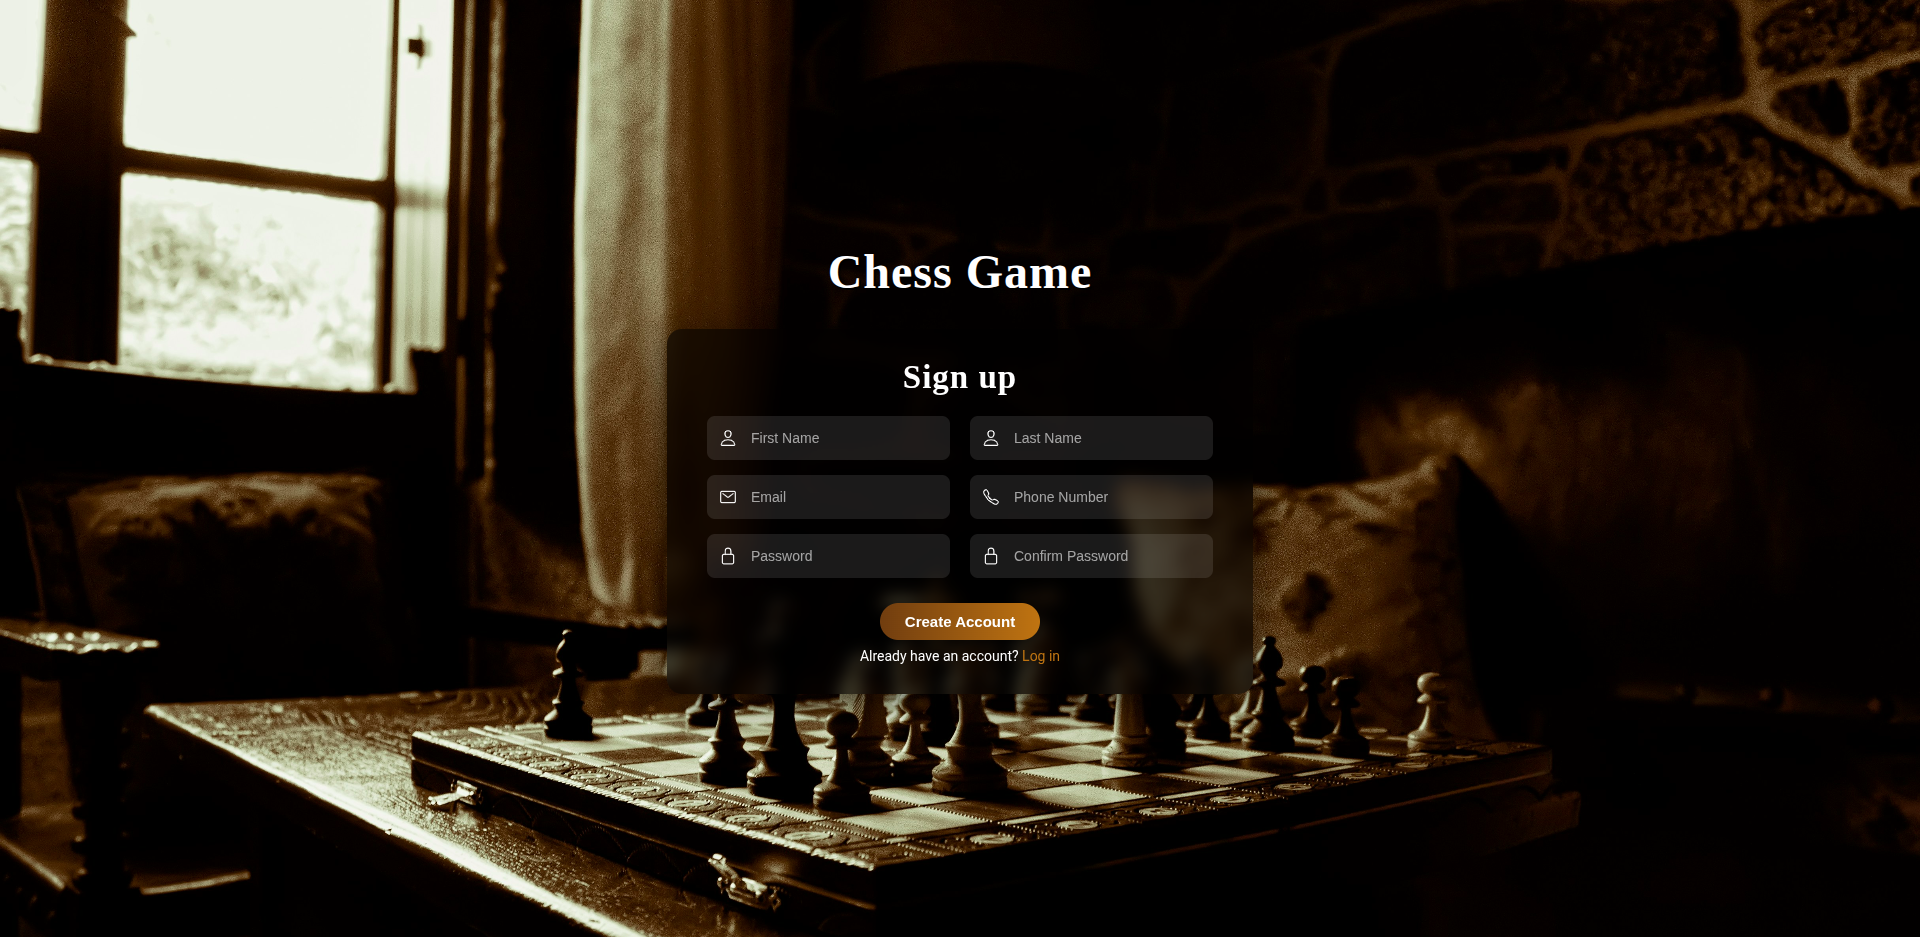 Chess Game
Sign up
First Name
Last Name
Email
Phone Number
Password
Confirm Password
Create Account
Already have an account? Log in